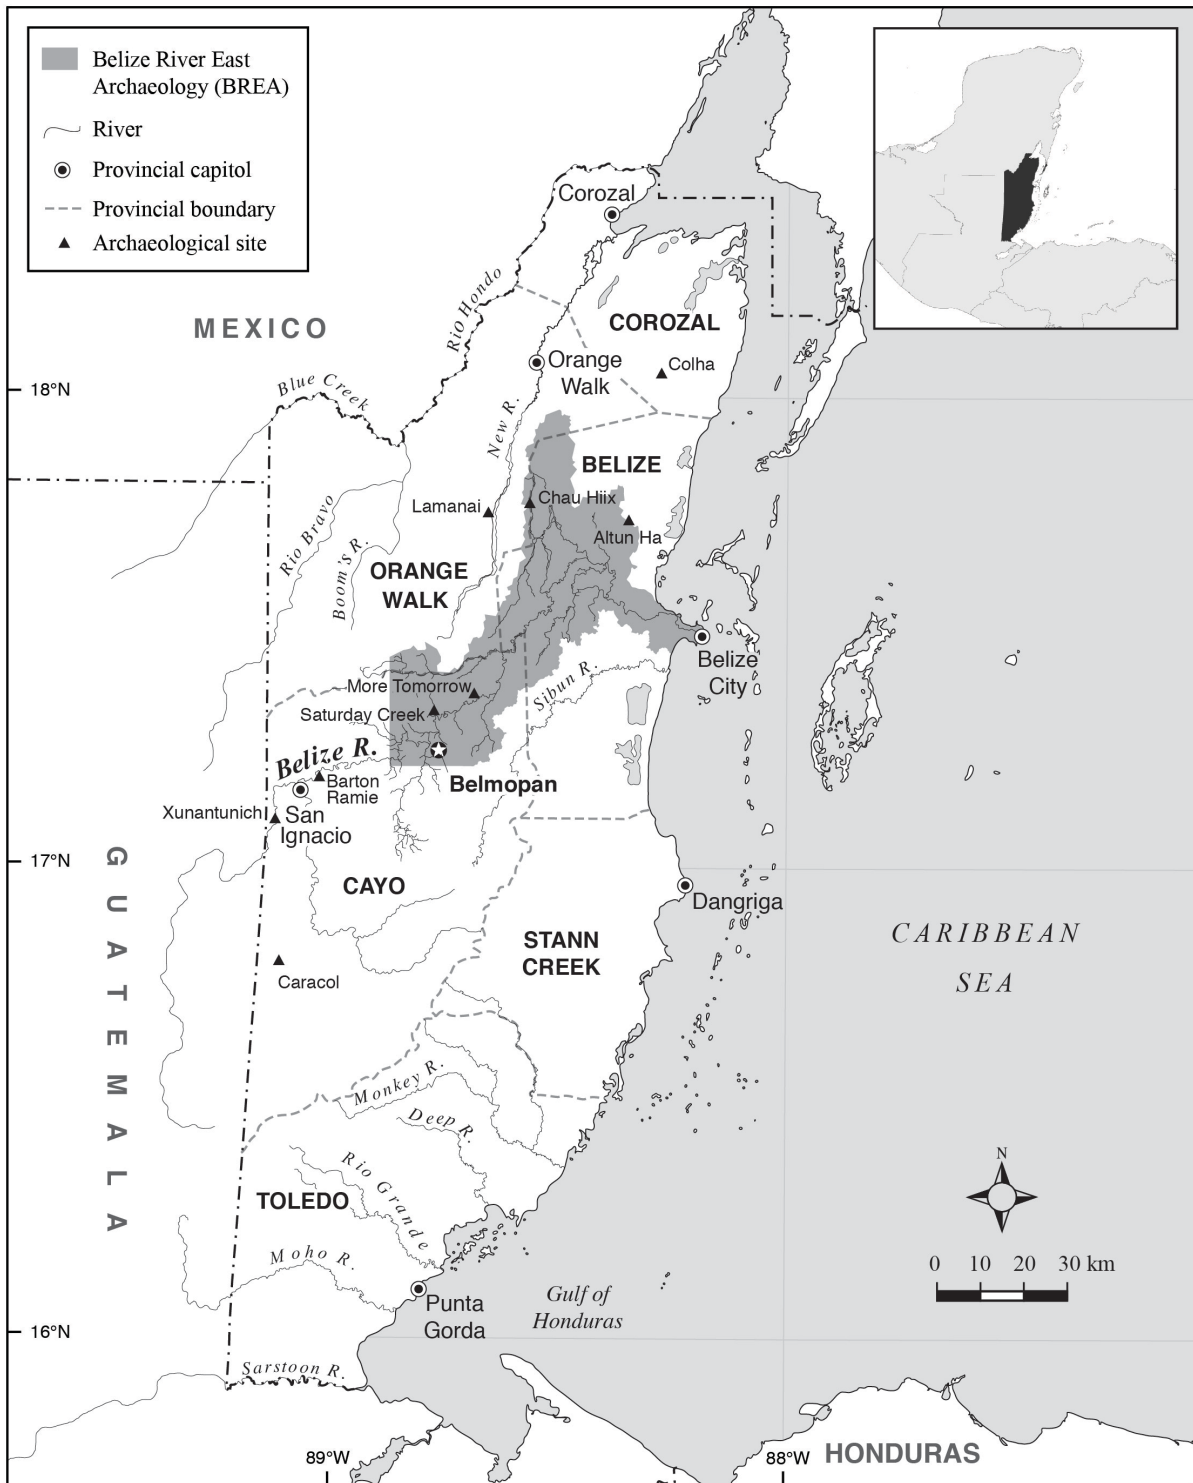 Belize River East
Archaeology (BREA)
River
Provincial capitol
Provincial boundary
Archaeological site
Corozal
Rio Hondo
MEXICO
COROZAL
Orange
Walk
Colha
18°N
Blue Creek
New R.
BELIZE
Chau Hiix
Lamanai
Altun Ha
Rio Bravo
Boom's R.
ORANGE
WALK
Belize
City
Sibun R.
More Tomorrow
Saturday Creek
Belize R.
Belmopan
Barton
Ramie
Xunantunich
San
Ignacio
17°N
GUATEMALA
CAYO
Dangriga
STANN
CREEK
CARIBBEAN
SEA
Caracol
Monkey R.
Deep R.
Rio Grande
TOLEDO
Moho R.
N
0 10 20 30 km
Punta
Gorda
Gulf of
Honduras
16°N
Sarstoon R.
89°W
88°W
HONDURAS